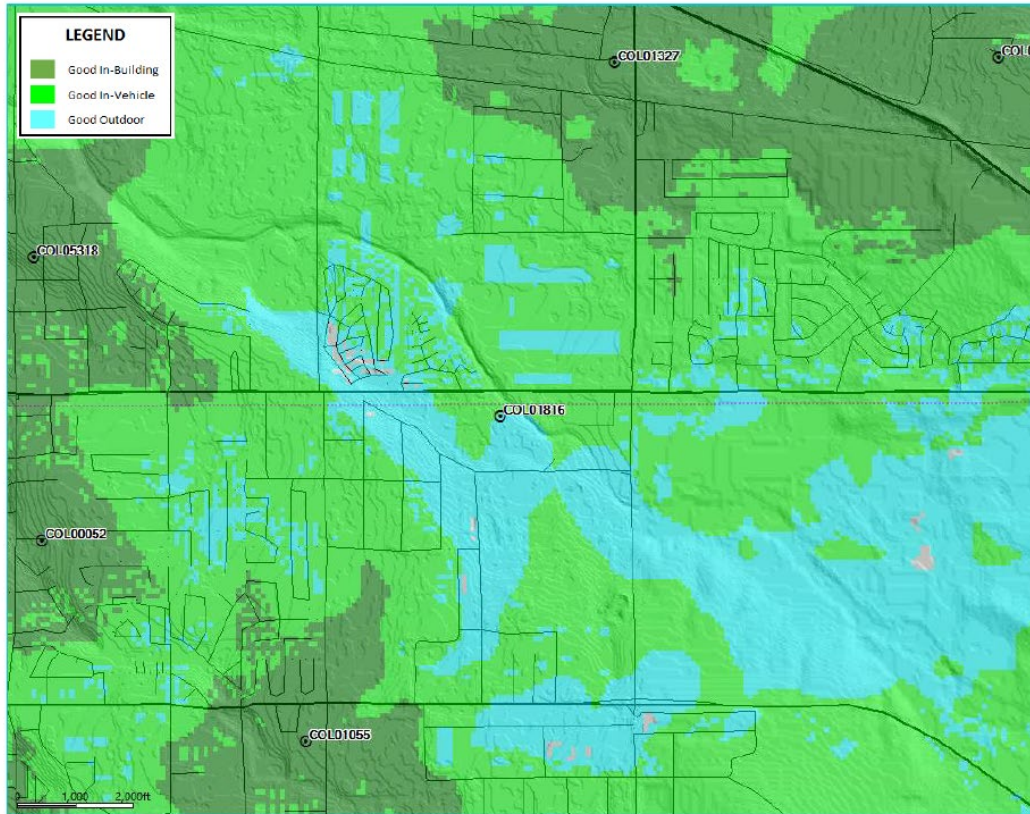 LEGEND
Good In-Building
Good In-Vehicle
Good Outdoor
COL01327
COL05318
COL01816
COL00052
COL01055
0 1,000 2,000ft